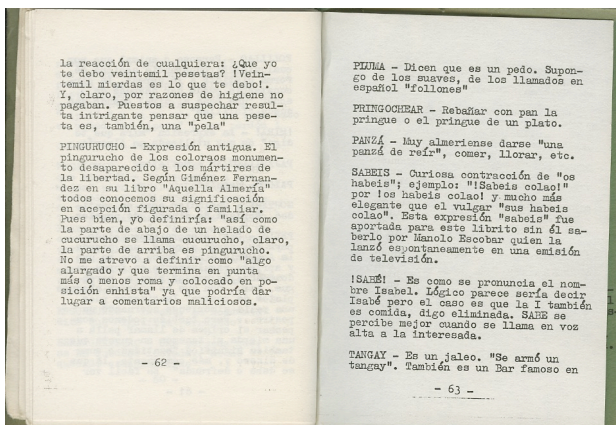 la reacción de cualquiera: ¿Que yo
te debo veintemil pesetas? !Vein-
temil mierdas es lo que te debo!.
Y, claro, por razones de higiene no
pagaban. Puestos a suspechar resul-
ta intrigante pensar que una pese-
ta es, también, una "pela"
PINGURUCHO - Expresión antigua. El
pingurucho de los coloraos monumen-
to desaparecido a los mártires de
la libertad. Según Giménez Fernan-
dez en su libro "Aquella Almería"
todos conocemos su significación
en acepción figurada o familiar.
Pues bien, yo definiría: "así como
la parte de abajo de un helado de
cucurucho se llama cucurucho, claro,
la parte de arriba es pingurucho.
No me atrevo a definir como "algo
alargado y que termina en punta
más o menos roma y colocado en po-
sición enhista" ya que podría dar
lugar a comentarios maliciosos.
- 62 -
PLUMA - Dicen que es un pedo. Supon-
go de los suaves, de los llamados en
español "follones"
PRINGOCHEAR - Rebañar con pan la
pringue o el pringue de un plato.
PANZÁ - Muy almeriense darse "una
panzá de reír", comer, llorar, etc.
SABEIS - Curiosa contracción de "os
habeis"; ejemplo: "!Sabeis colao!"
por !os habeis colao! y mucho más
elegante que el vulgar "sus habeis
colao". Esta expresión "sabeis" fue
aportada para este librito sin él sa-
berlo por Manolo Escobar quien la
lanzó espontaneamente en una emisión
de televisión.
!SABÉ! - Es como se pronuncia el nom-
bre Isabel. Lógico parece sería decir
Isabé pero el caso es que la I también
es comida, digo eliminada. SABE se
percibe mejor cuando se llama en voz
alta a la interesada.
TANGAY - Es un jaleo. "Se armó un
tangay". También es un Bar famoso en
- 63 -